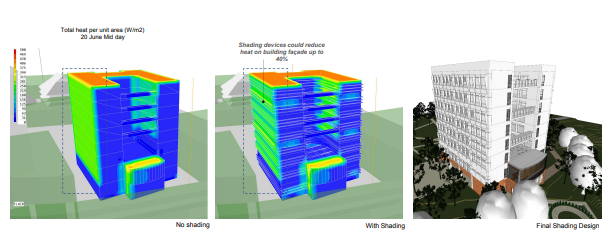 Total heat per unit area (W/m2)
20 June Mid day
Shading devices could reduce
heat on building façade up to
40%
No shading
With Shading
Final Shading Design